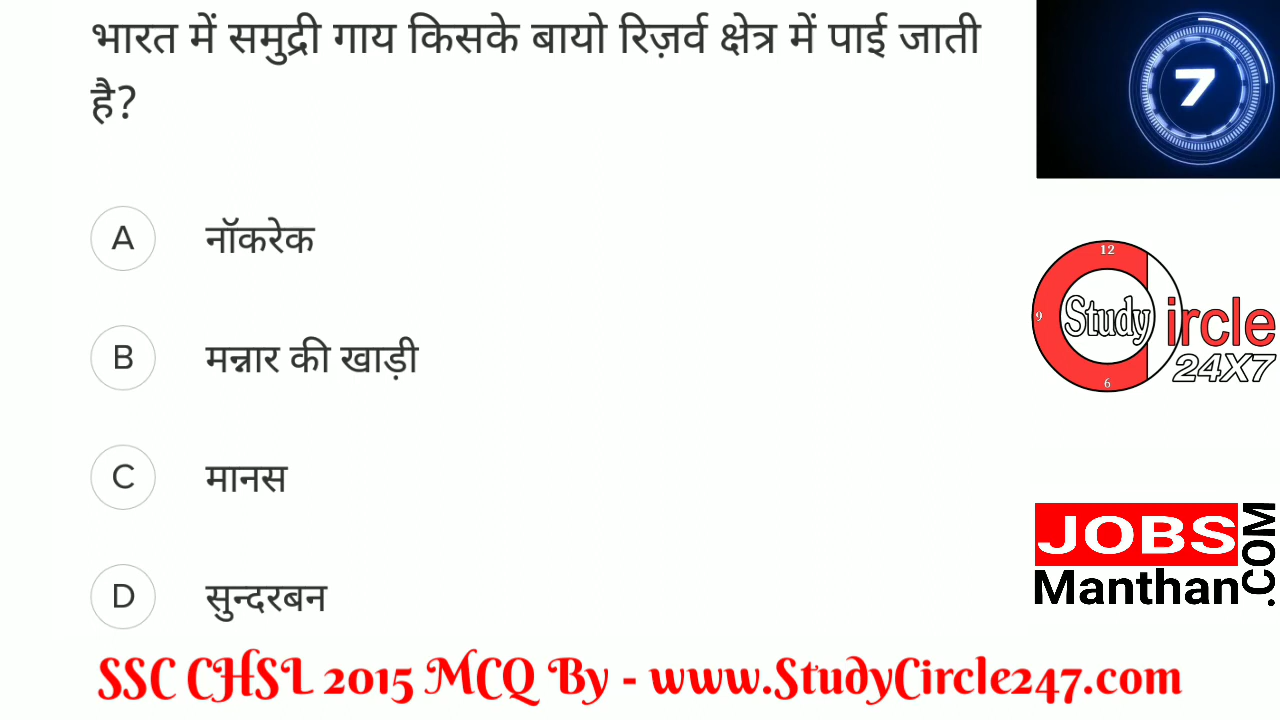 भारत में समुद्री गाय किसके बायो रिज़र्व क्षेत्र में पाई जाती
है?
7
A नॉकरेक
12
9
Study ircle
24X7
6
B मन्नार की खाड़ी
C मानस
JOBS
Manthan.COM
D सुन्दरबन
SSC CHSL 2015 MCQ By - www.StudyCircle247.com